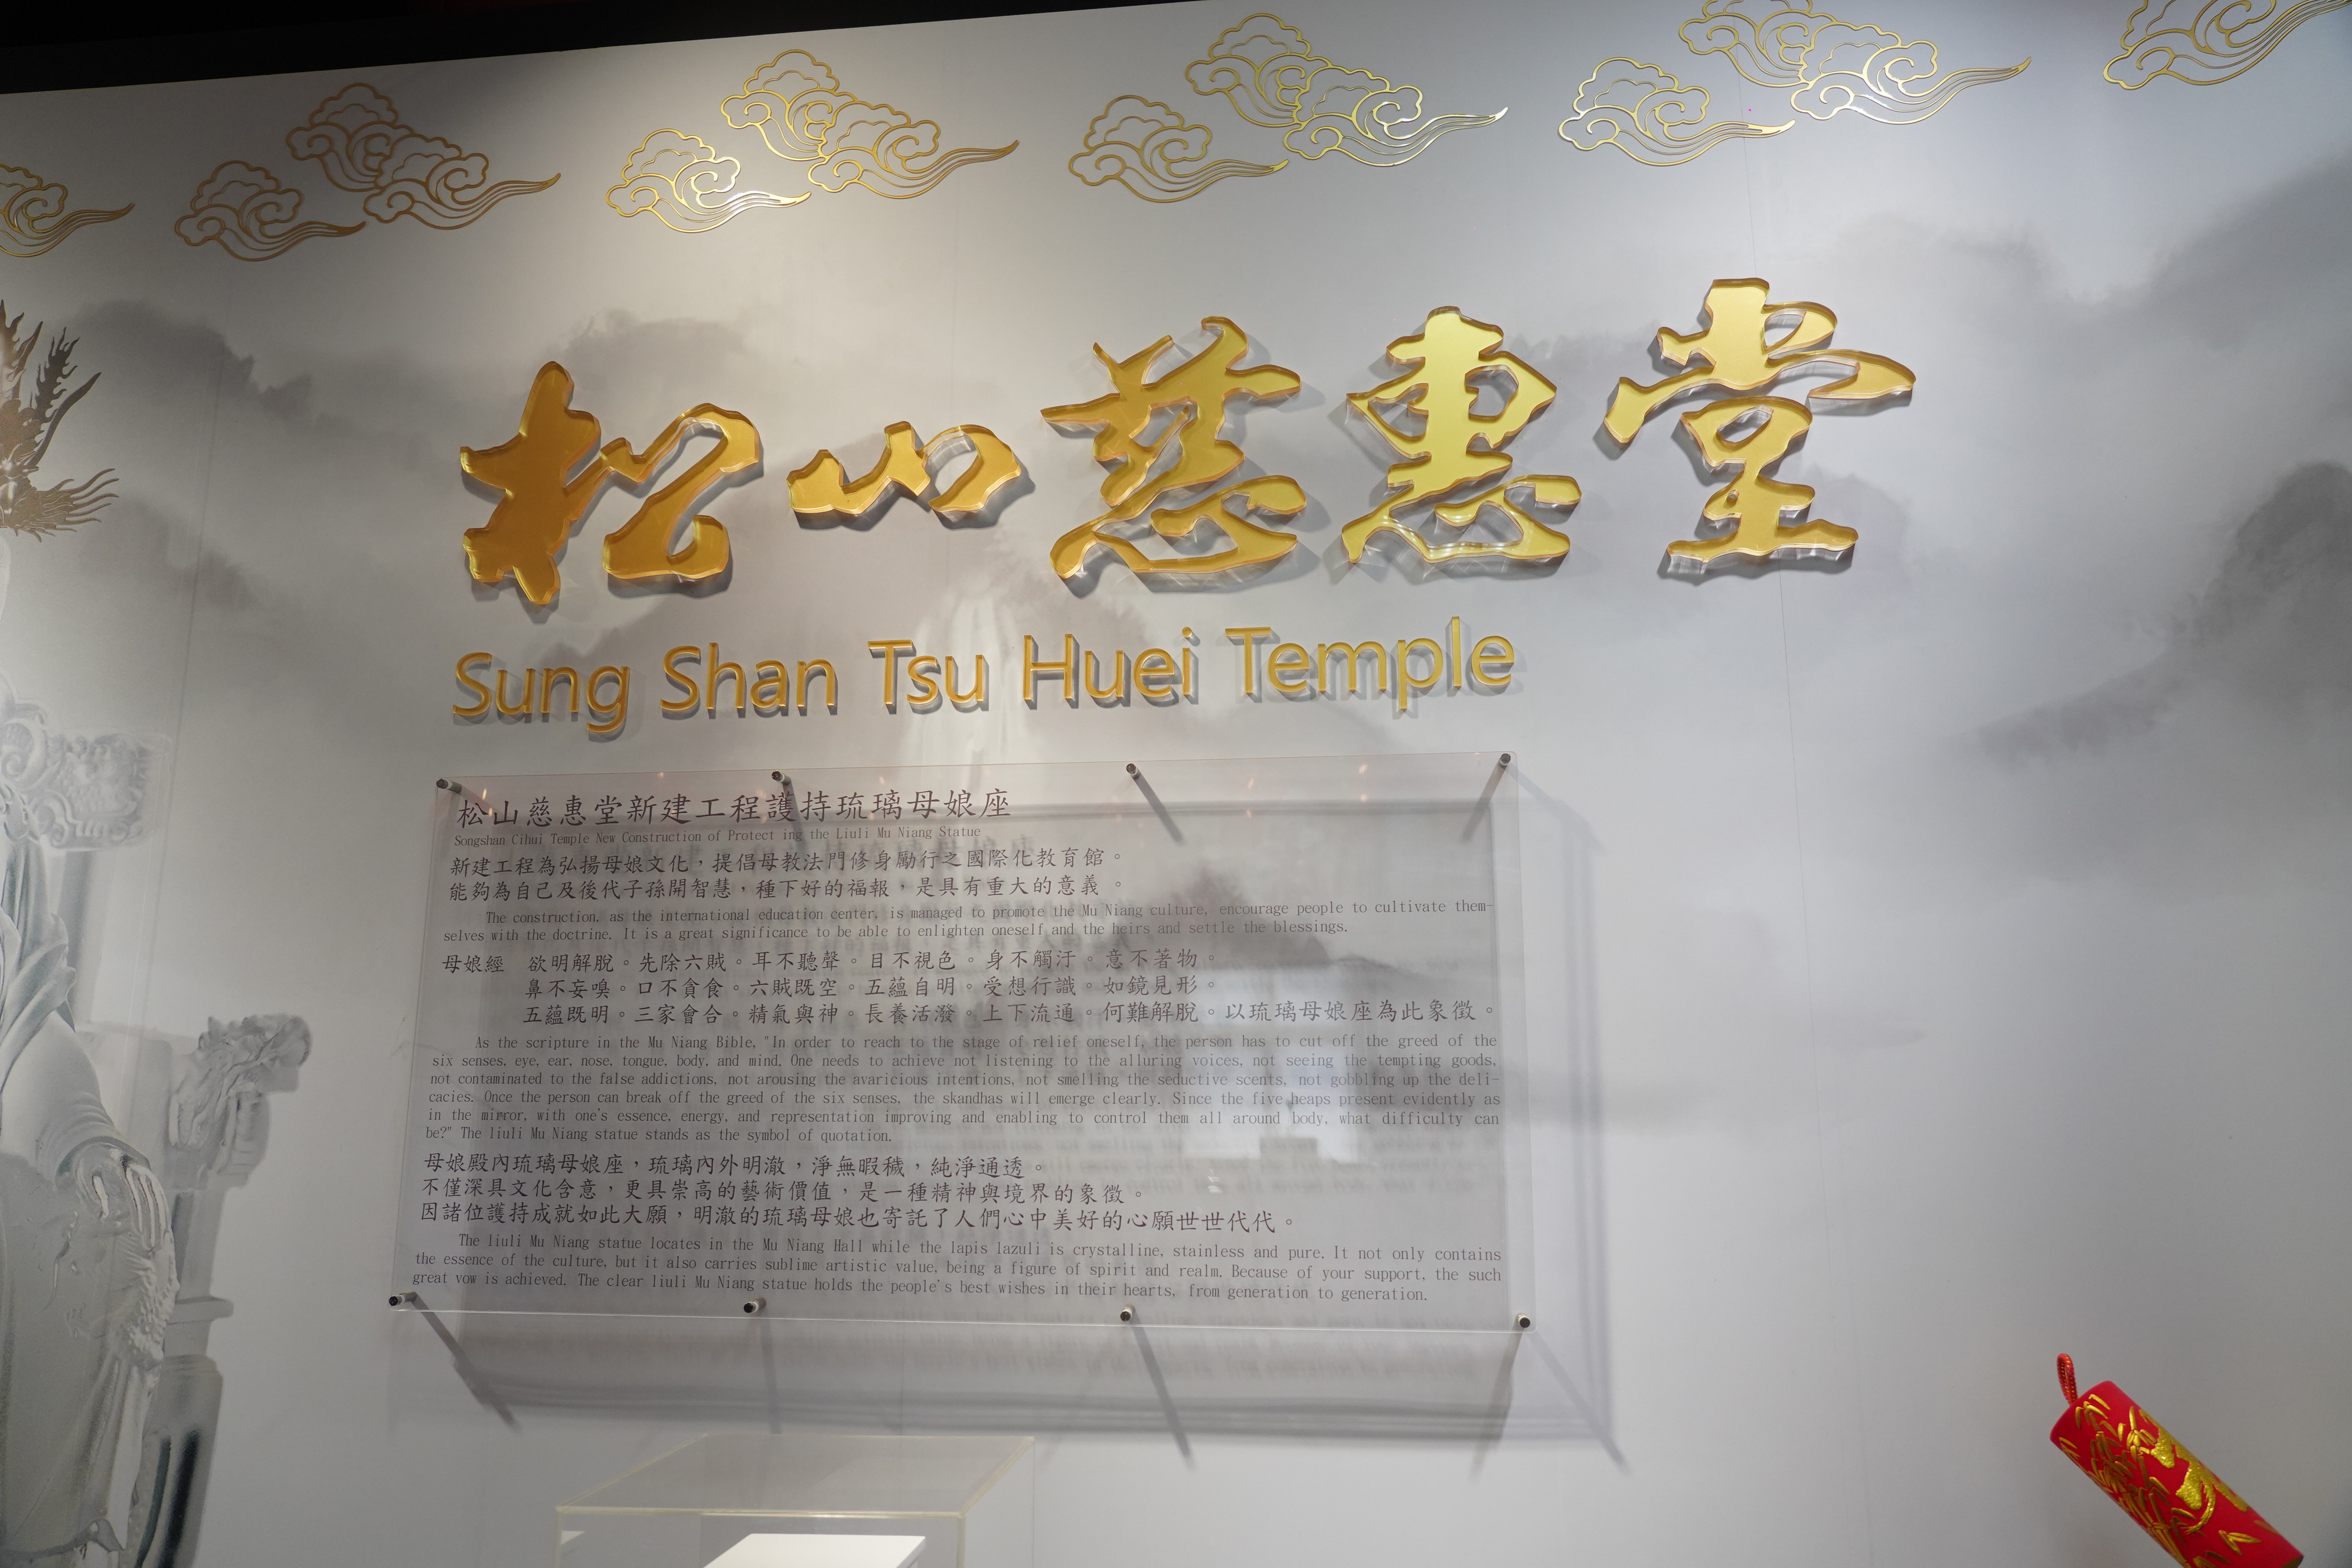 松山慈惠堂
Sung Shan Tsu Huei Temple
松山慈惠堂新建工程護持琉璃母娘座
Songshan Cihui Temple New Construction of Protect ing the Liuli Mu Niang Statue
新建工程為弘揚母娘文化，提倡母教法門修身勵行之國際化教育館。
能夠為自己及後代子孫開智慧，種下好的福報，是具有重大的意義 。
The construction, as the international education center, is managed to promote the Mu Niang culture, encourage people to cultivate them-
selves with the doctrine. It is a great significance to be able to enlighten oneself and the heirs and settle the blessings.
母娘經　欲明解脫。先除六賊。耳不聽聲。目不視色。身不觸汙。意不著物。
鼻不妄嗅。口不貪食。六賊既空。五蘊自明。受想行識。如鏡見形。
五蘊既明。三家會合。精氣與神。長養活潑。上下流通。何難解脫。以琉璃母娘座為此象徵。
As the scripture in the Mu Niang Bible, "In order to reach to the stage of relief oneself, the person has to cut off the greed of the
six senses, eye, ear, nose, tongue, body, and mind. One needs to achieve not listening to the alluring voices, not seeing the tempting goods,
not contaminated to the false addictions, not arousing the avaricious intentions, not smelling the seductive scents, not gobbling up the deli-
cacies. Once the person can break off the greed of the six senses, the skandhas will emerge clearly. Since the five heaps present evidently as
in the mirror, with one's essence, energy, and representation improving and enabling to control them all around body, what difficulty can
be?" The liuli Mu Niang statue stands as the symbol of quotation.
母娘殿內琉璃母娘座，琉璃內外明澈，淨無暇穢，純淨通透。
不僅深具文化含意，更具崇高的藝術價值，是一種精神與境界的象徵。
因諸位護持成就如此大願，明澈的琉璃母娘也寄託了人們心中美好的心願世世代代。
The liuli Mu Niang statue locates in the Mu Niang Hall while the lapis lazuli is crystalline, stainless and pure. It not only contains
the essence of the culture, but it also carries sublime artistic value, being a figure of spirit and realm. Because of your support, the such
great vow is achieved. The clear liuli Mu Niang statue holds the people's best wishes in their hearts, from generation to generation.